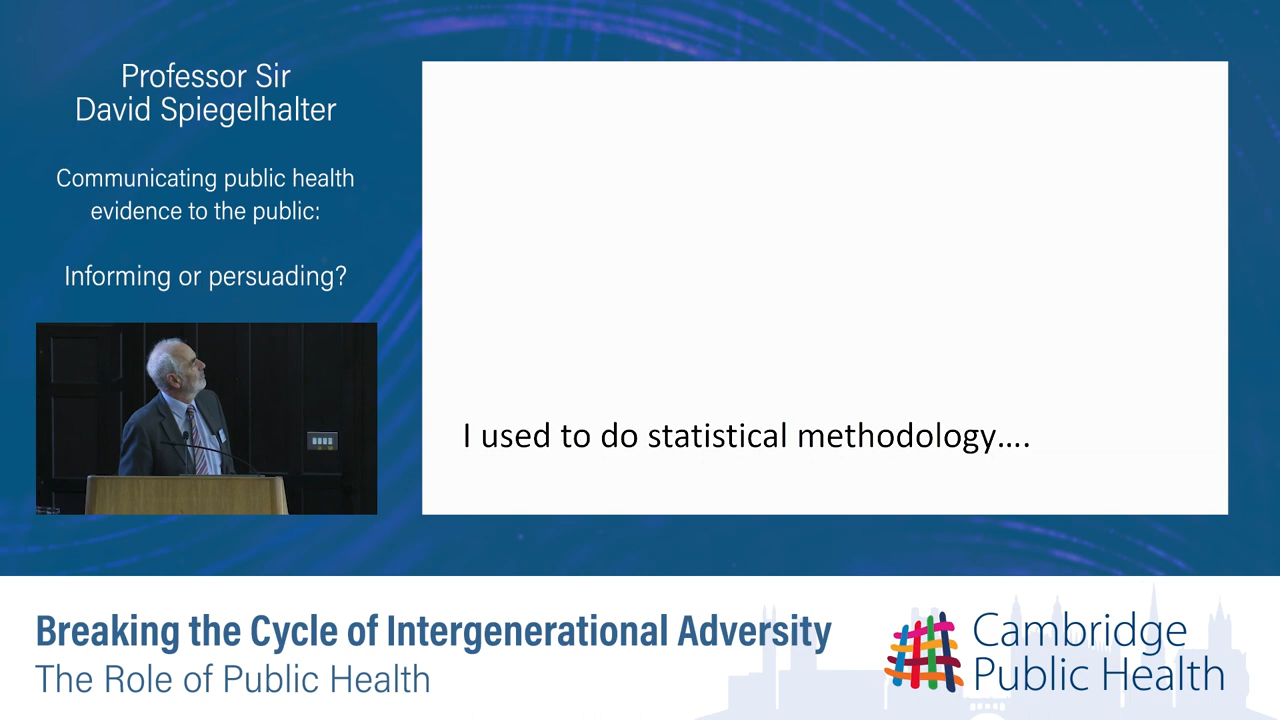 Professor Sir
David Spiegelhalter
Communicating public health
evidence to the public:
Informing or persuading?
I used to do statistical methodology....
Breaking the Cycle of Intergenerational Adversity
The Role of Public Health
Cambridge
Public Health